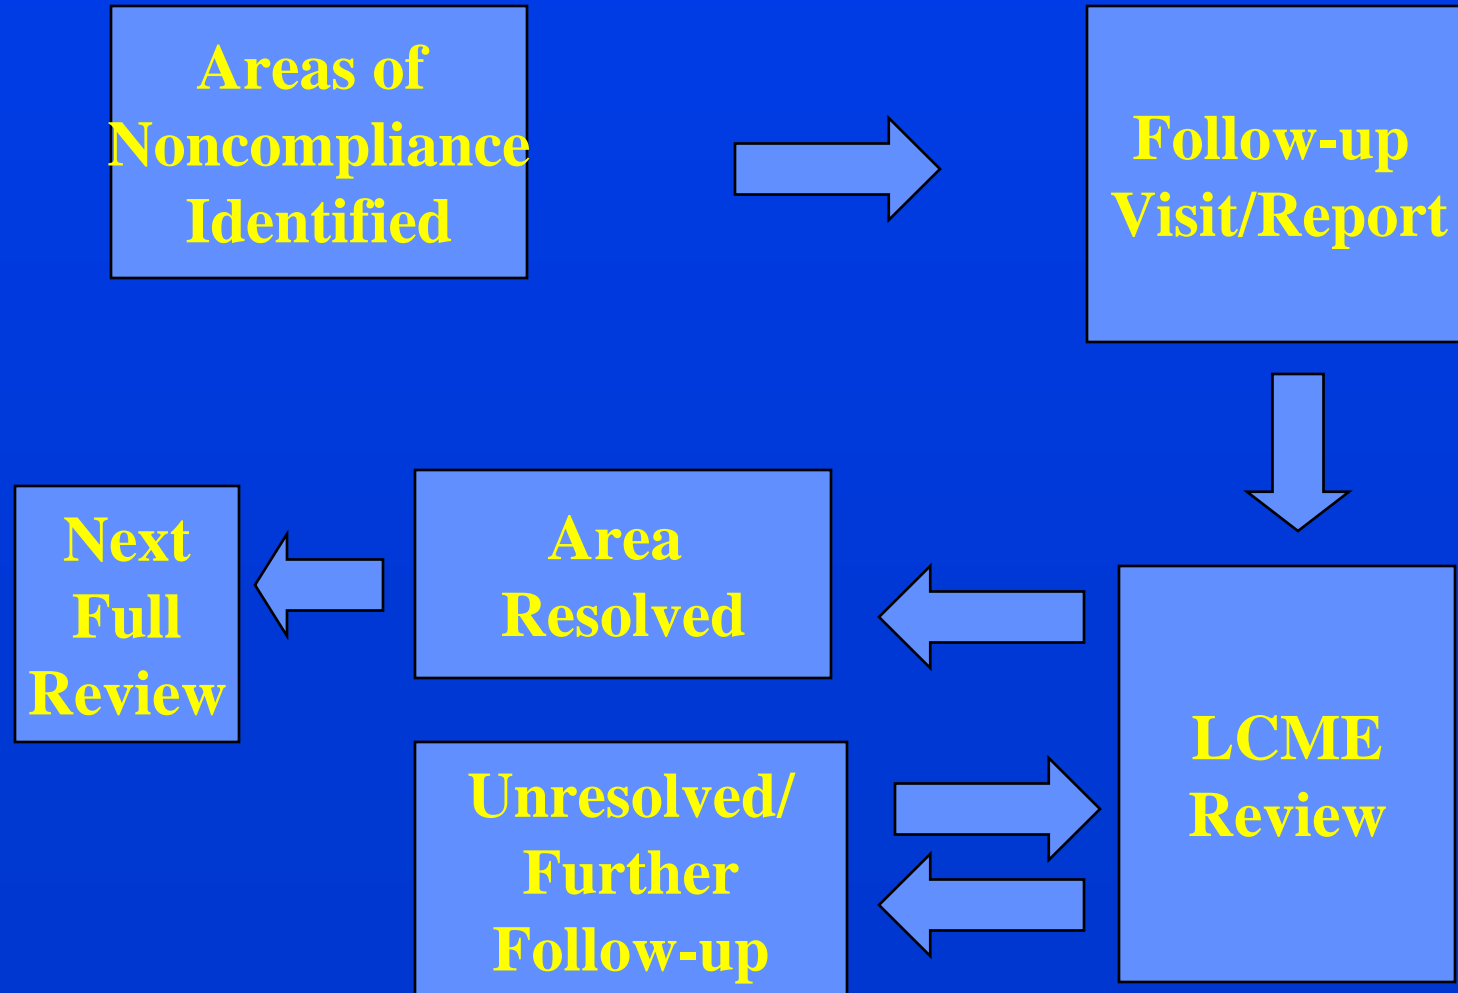 Areas of
Noncompliance
Identified
Follow-up
Visit/Report
Next
Full
Review
Area
Resolved
LCME
Review
Unresolved/
Further
Follow-up